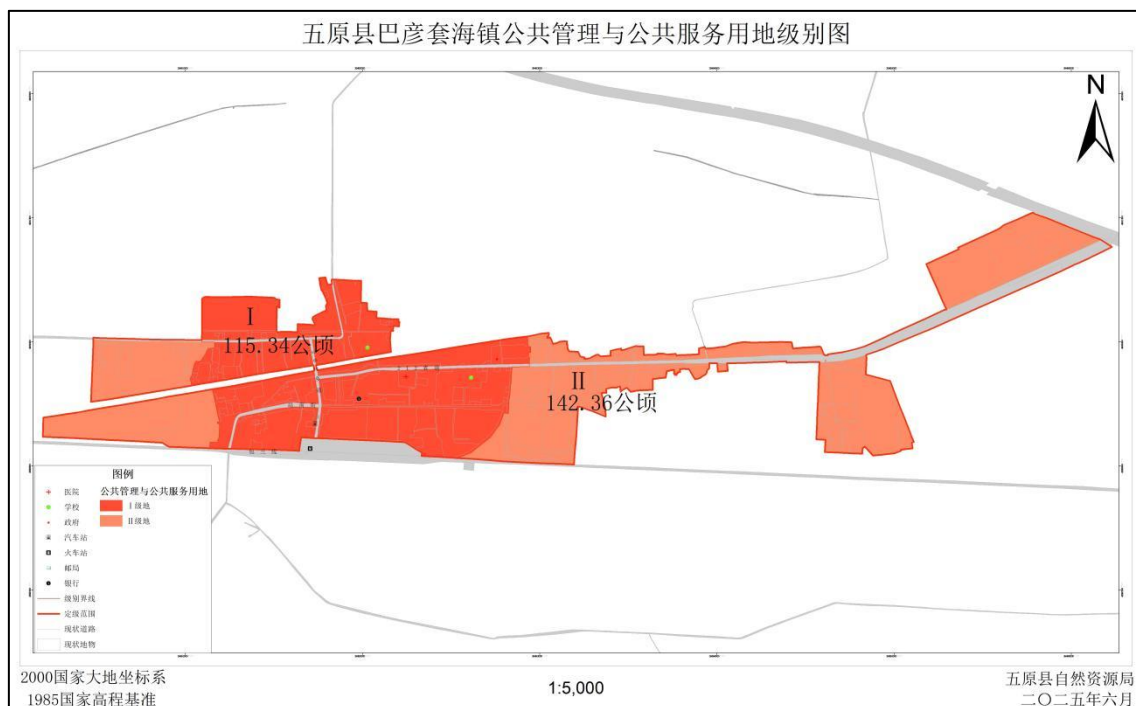 五原县巴彦套海镇公共管理与公共服务用地级别图
N
Ⅰ
115.34公顷
Ⅱ
142.36公顷
图例
医院
学校
政府
汽车站
火车站
邮局
银行
级别界线
定级范围
现状道路
现状地物
公共管理与公共服务用地
Ⅰ级地
Ⅱ级地
2000国家大地坐标系
1985国家高程基准
1:5,000
五原县自然资源局
二〇二五年六月